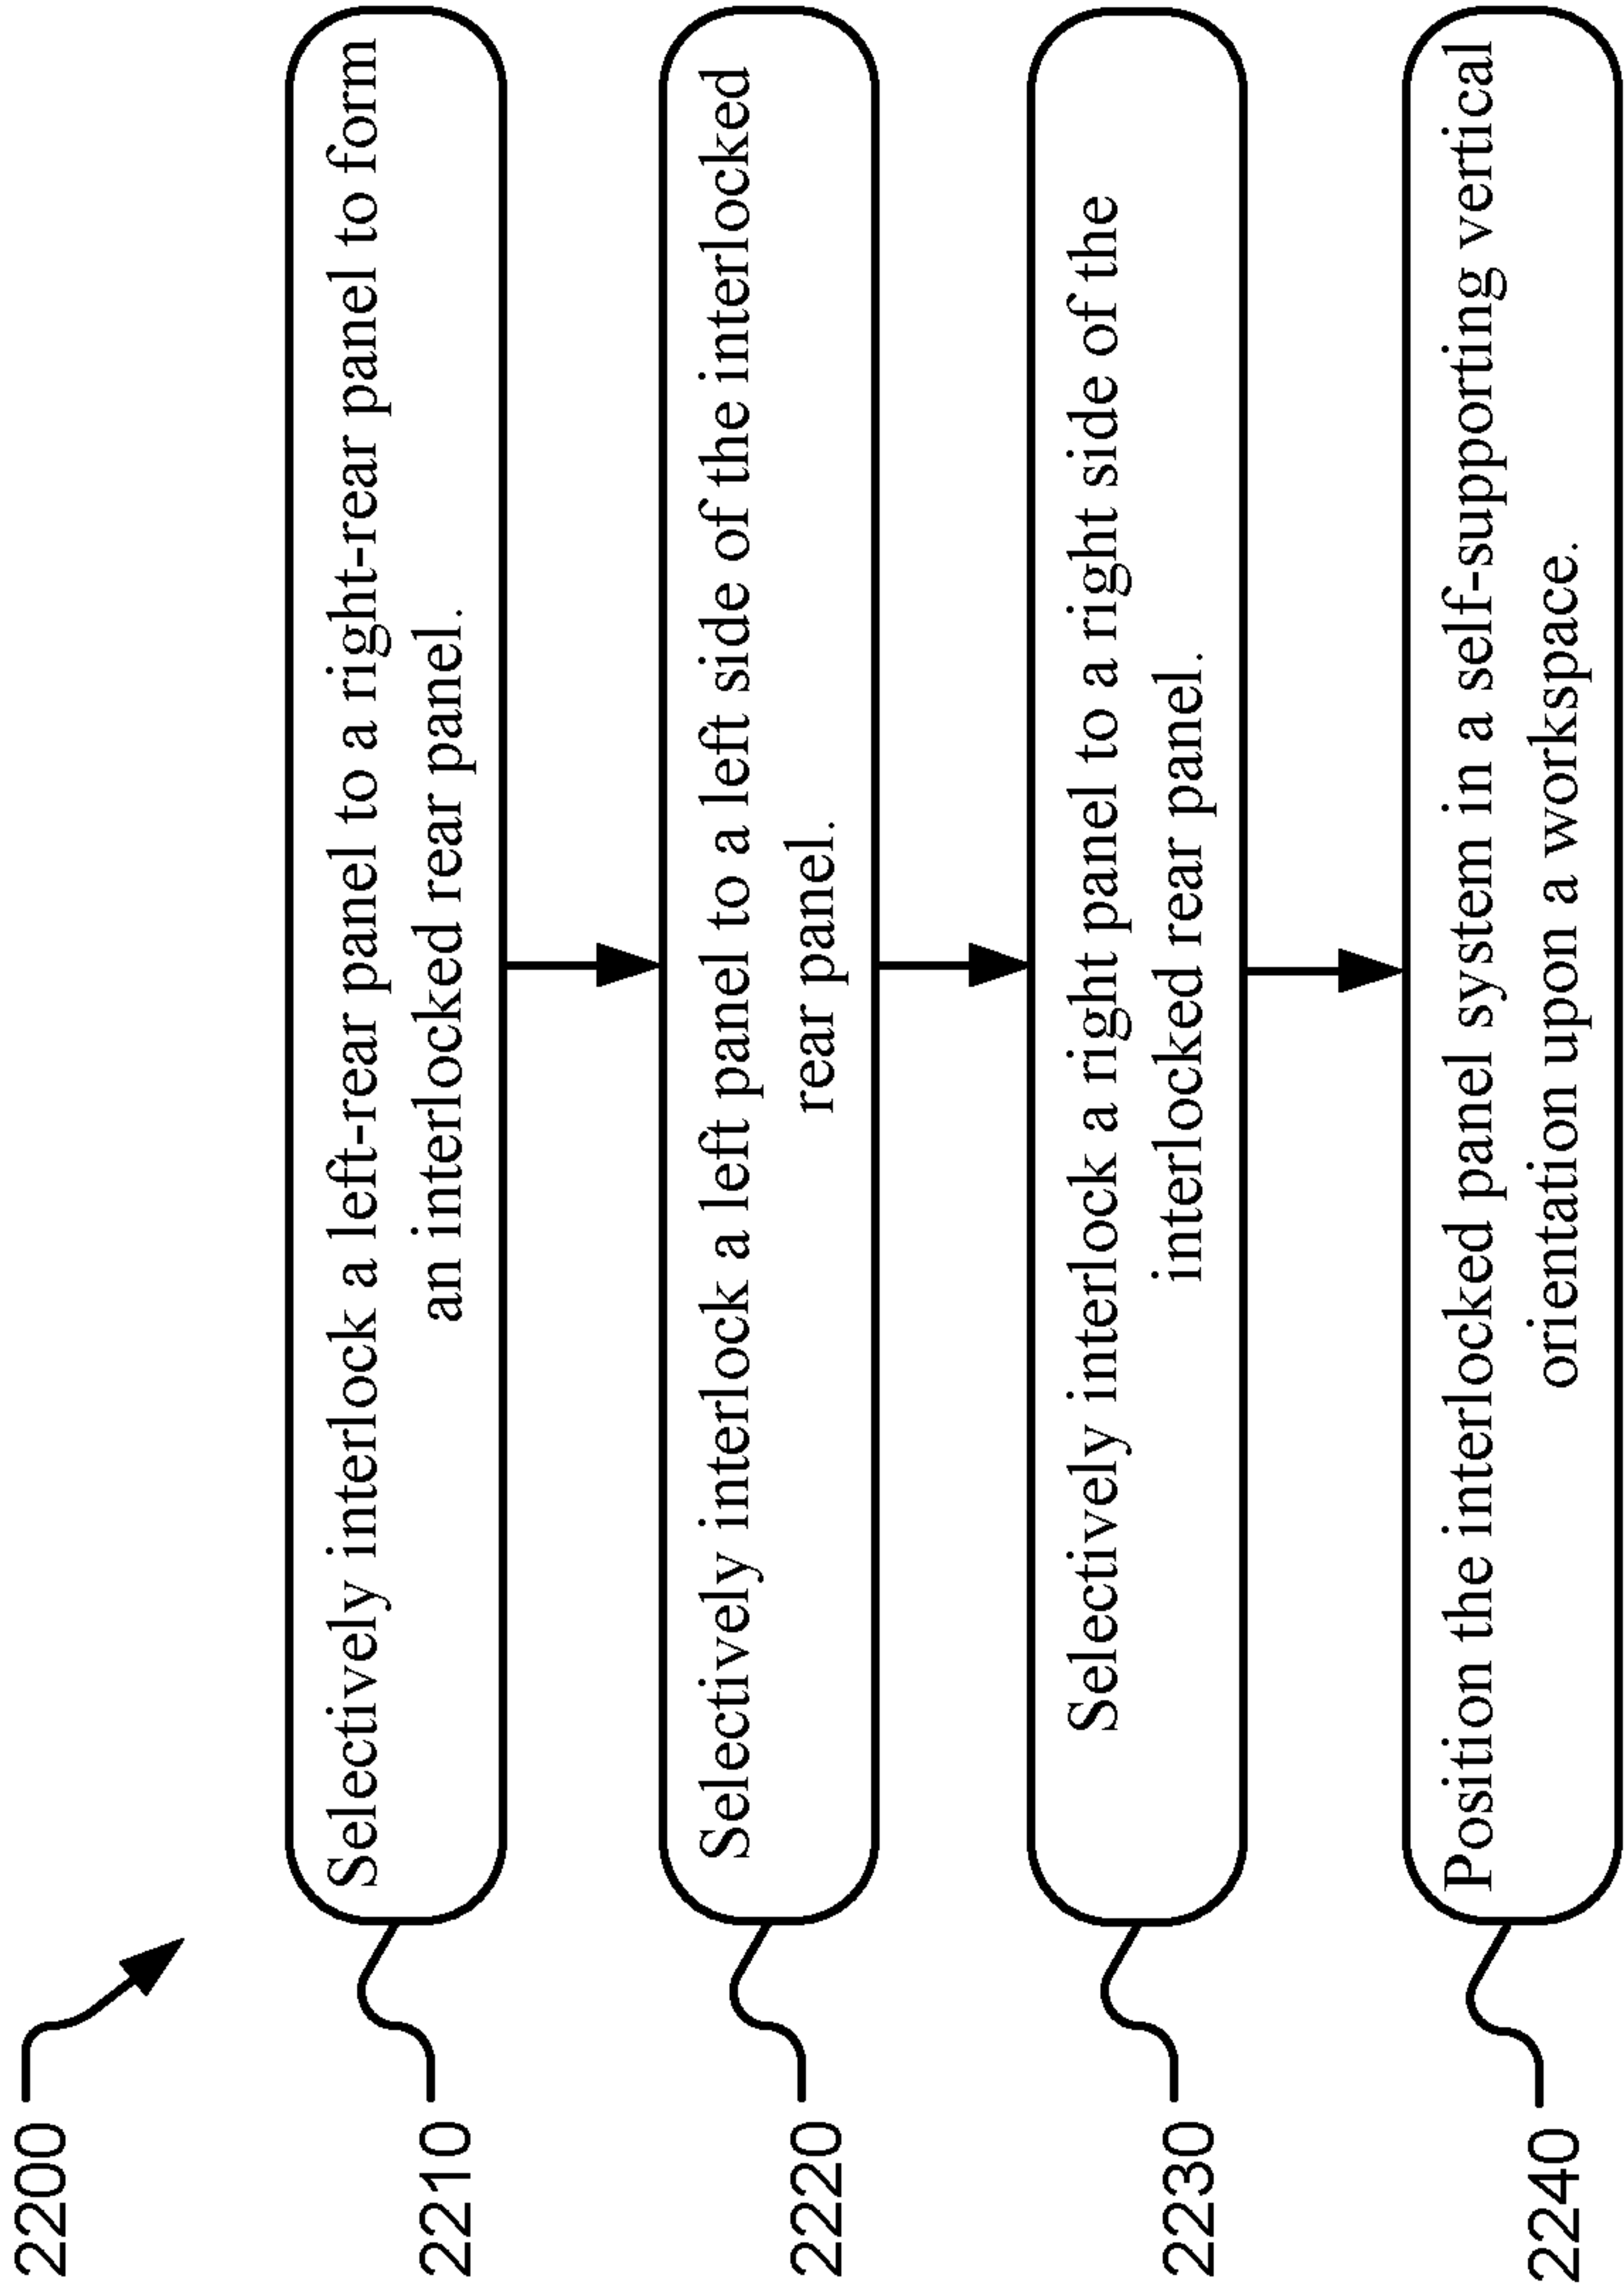 2200
2210
Selectively interlock a left-rear panel to a right-rear panel to form
an interlocked rear panel.
2220
Selectively interlock a left panel to a left side of the interlocked
rear panel.
2230
Selectively interlock a right panel to a right side of the
interlocked rear panel.
2240
Position the interlocked panel system in a self-supporting vertical
orientation upon a workspace.